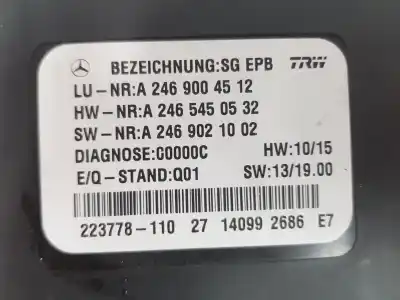 BEZEICHNUNG:SG EPB TRW
LU-NR:A 246 900 45 12
HW-NR:A 246 545 05 32
SW-NR:A 246 902 10 02
DIAGNOSE:00000C HW:10/15
E/Q-STAND:Q01 SW:13/19.00
223778-110 27 14099 2686 E7